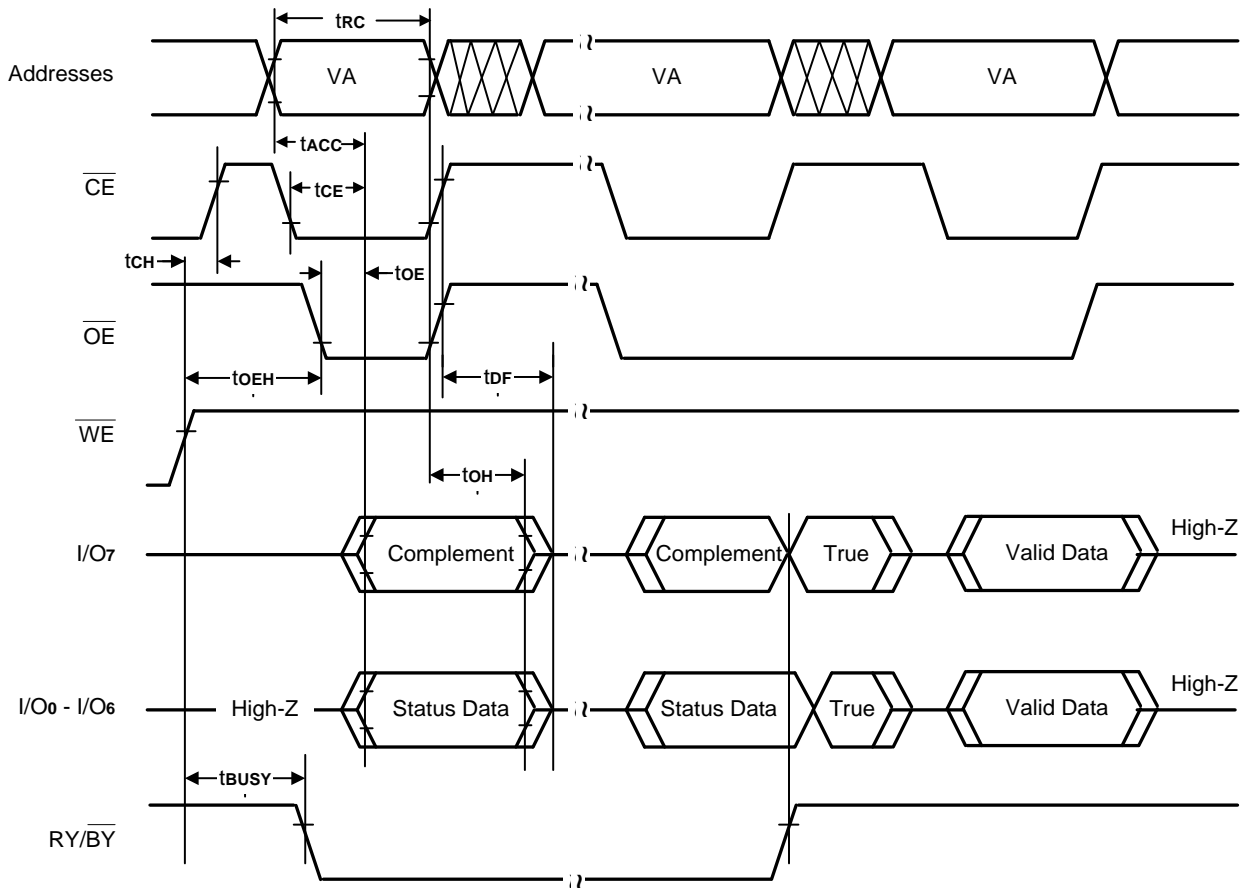 tRC
Addresses VA VA VA
tACC
CE tCE
tCH tOE
OE
tOEH tDF
WE
tOH
I/O7 Complement Complement True Valid Data High-Z
I/O0 - I/O6 High-Z Status Data Status Data True Valid Data High-Z
tBUSY
RY/BY